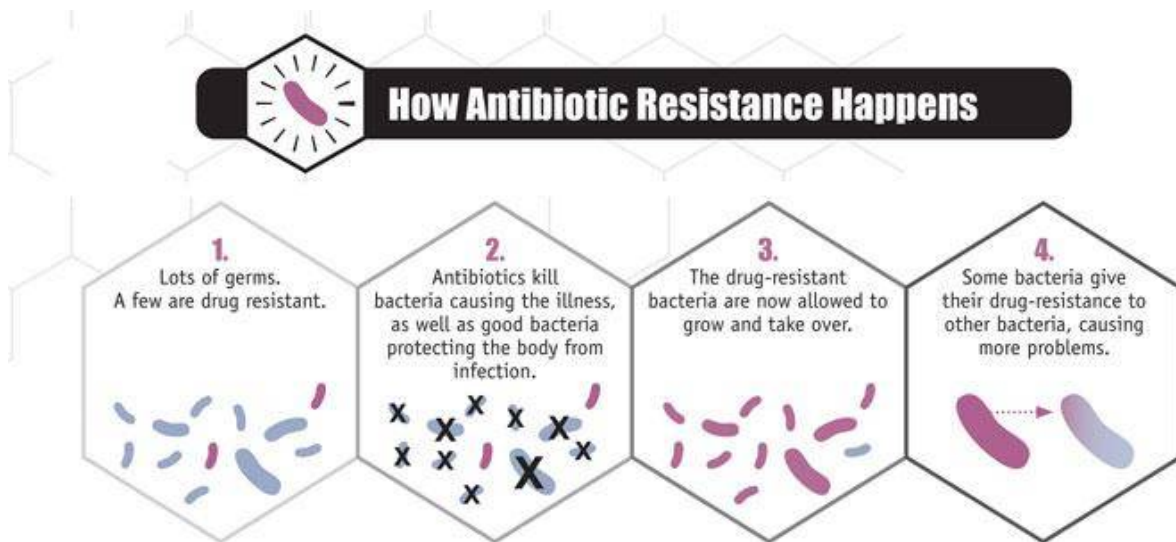 How Antibiotic Resistance Happens
1.
Lots of germs.
A few are drug resistant.
2.
Antibiotics kill
bacteria causing the illness,
as well as good bacteria
protecting the body from
infection.
X X X X X X X X X X
3.
The drug-resistant
bacteria are now allowed to
grow and take over.
4.
Some bacteria give
their drug-resistance to
other bacteria, causing
more problems.